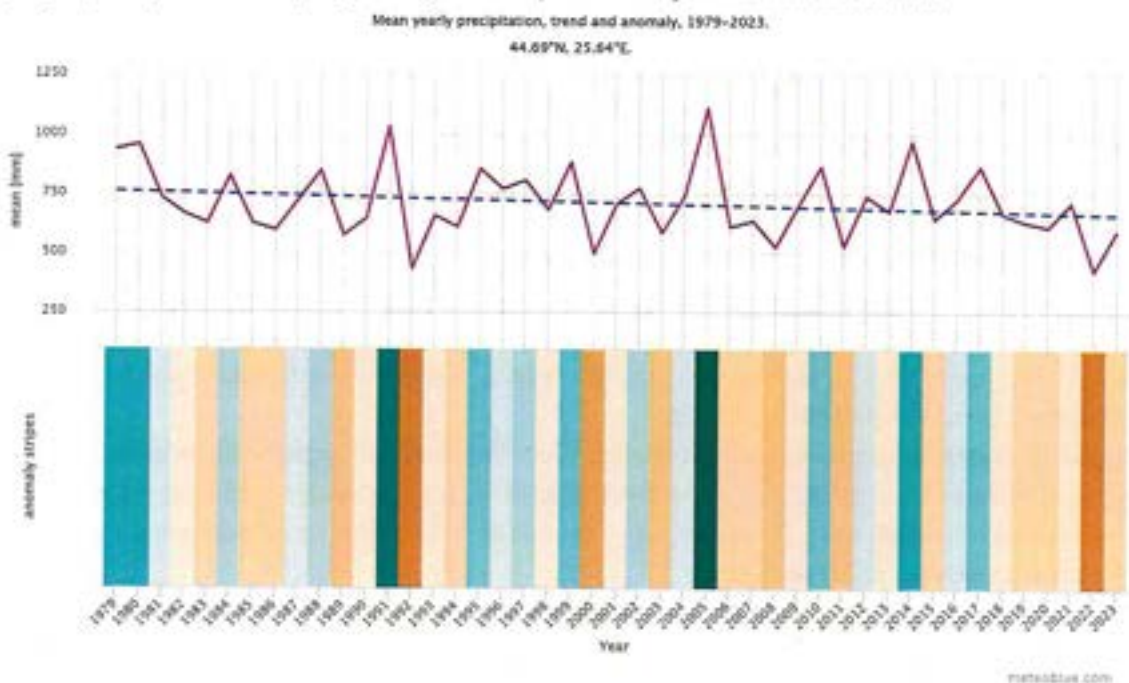 Mean yearly precipitation, trend and anomaly, 1979–2023.
44.69°N, 25.64°E.
1250
1000
750
500
250
mean [mm]
anomaly stripes
1979 1980 1981 1982 1983 1984 1985 1986 1987 1988 1989 1990 1991 1992 1993 1994 1995 1996 1997 1998 1999 2000 2001 2002 2003 2004 2005 2006 2007 2008 2009 2010 2011 2012 2013 2014 2015 2016 2017 2018 2019 2020 2021 2022 2023
Year
meteoblue.com